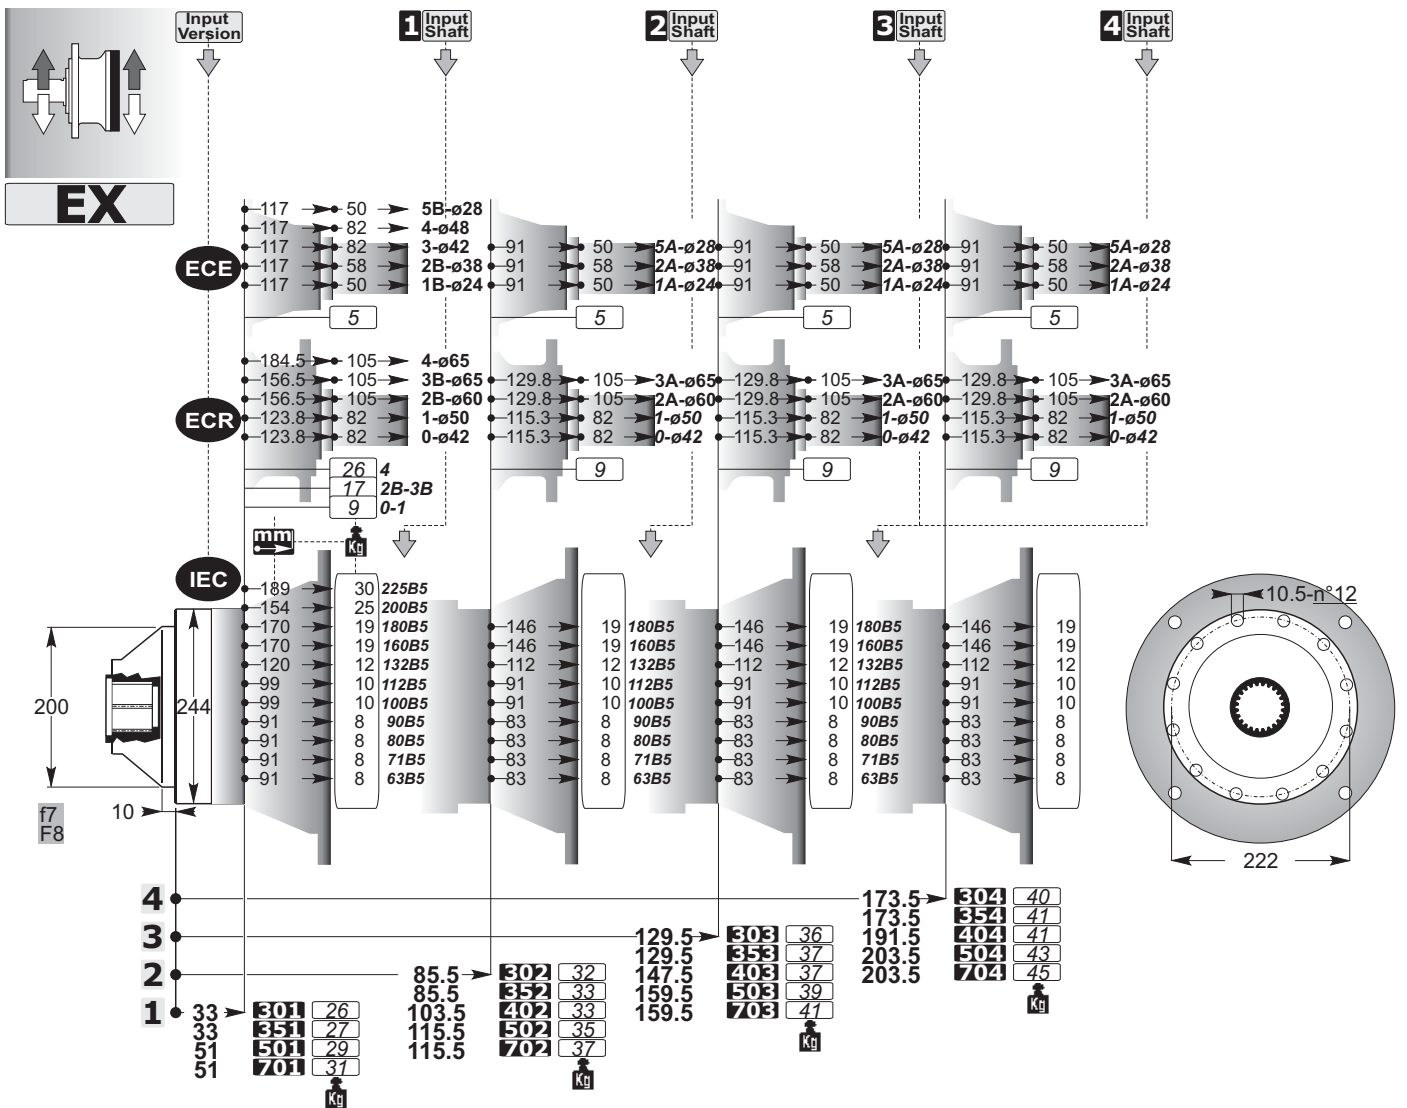 Input Version
1 Input Shaft
2 Input Shaft
3 Input Shaft
4 Input Shaft
EX
ECE
117 50 5B-ø28
117 82 4-ø48
117 82 3-ø42 91 50 5A-ø28 91 50 5A-ø28 91 50 5A-ø28
117 58 2B-ø38 91 58 2A-ø38 91 58 2A-ø38 91 58 2A-ø38
117 50 1B-ø24 91 50 1A-ø24 91 50 1A-ø24 91 50 1A-ø24
5 5 5 5
ECR
184.5 105 4-ø65
156.5 105 3B-ø65 129.8 105 3A-ø65 129.8 105 3A-ø65 129.8 105 3A-ø65
156.5 105 2B-ø60 129.8 105 2A-ø60 129.8 105 2A-ø60 129.8 105 2A-ø60
123.8 82 1-ø50 115.3 82 1-ø50 115.3 82 1-ø50 115.3 82 1-ø50
123.8 82 0-ø42 115.3 82 0-ø42 115.3 82 0-ø42 115.3 82 0-ø42
26 4 9 9 9
17 2B-3B
9 0-1
mm Kg
IEC
189 30 225B5
154 25 200B5
170 19 180B5 146 19 180B5 146 19 180B5 146 19
170 19 160B5 146 19 160B5 146 19 160B5 146 19
120 12 132B5 112 12 132B5 112 12 132B5 112 12
99 10 112B5 91 10 112B5 91 10 112B5 91 10
99 10 100B5 91 10 100B5 91 10 100B5 91 10
91 8 90B5 83 8 90B5 83 8 90B5 83 8
91 8 80B5 83 8 80B5 83 8 80B5 83 8
91 8 71B5 83 8 71B5 83 8 71B5 83 8
91 8 63B5 83 8 63B5 83 8 63B5 83 8
200
244
10
f7
F8
10.5-n°12
222
4 173.5 304 40
173.5 354 41
191.5 404 41
203.5 504 43
203.5 704 45
Kg
3 129.5 303 36
129.5 353 37
147.5 403 37
159.5 503 39
159.5 703 41
Kg
2 85.5 302 32
85.5 352 33
103.5 402 33
115.5 502 35
115.5 702 37
Kg
1 33 301 26
33 351 27
51 501 29
51 701 31
Kg